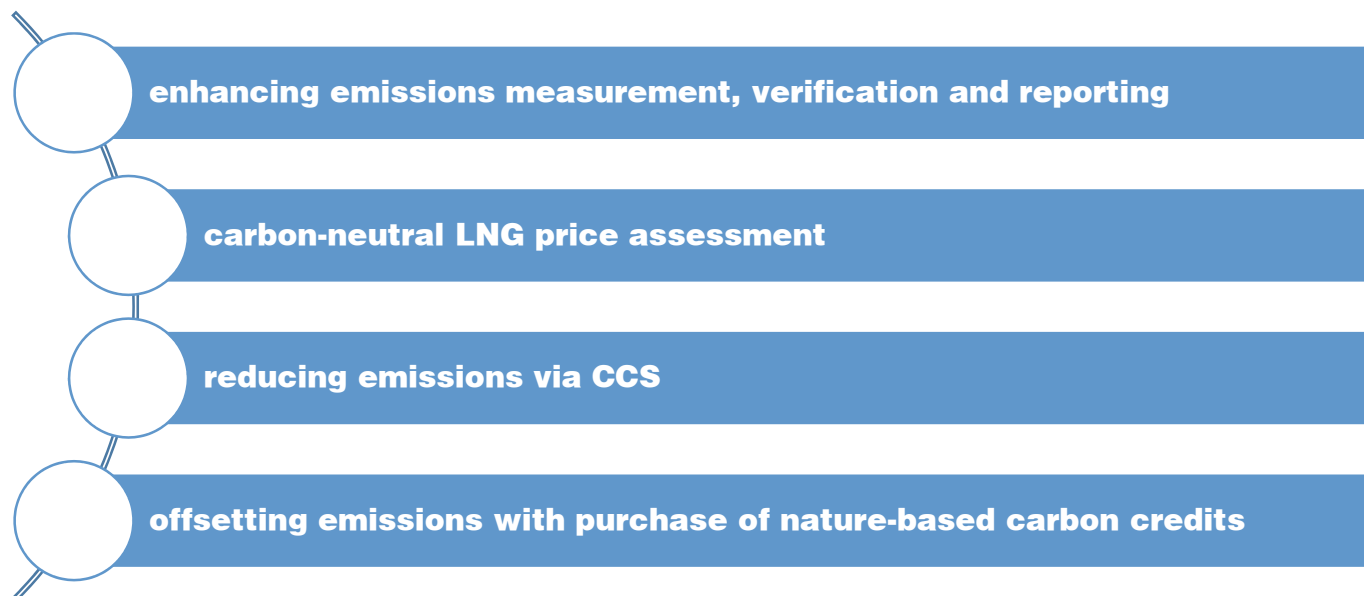 enhancing emissions measurement, verification and reporting
carbon-neutral LNG price assessment
reducing emissions via CCS
offsetting emissions with purchase of nature-based carbon credits